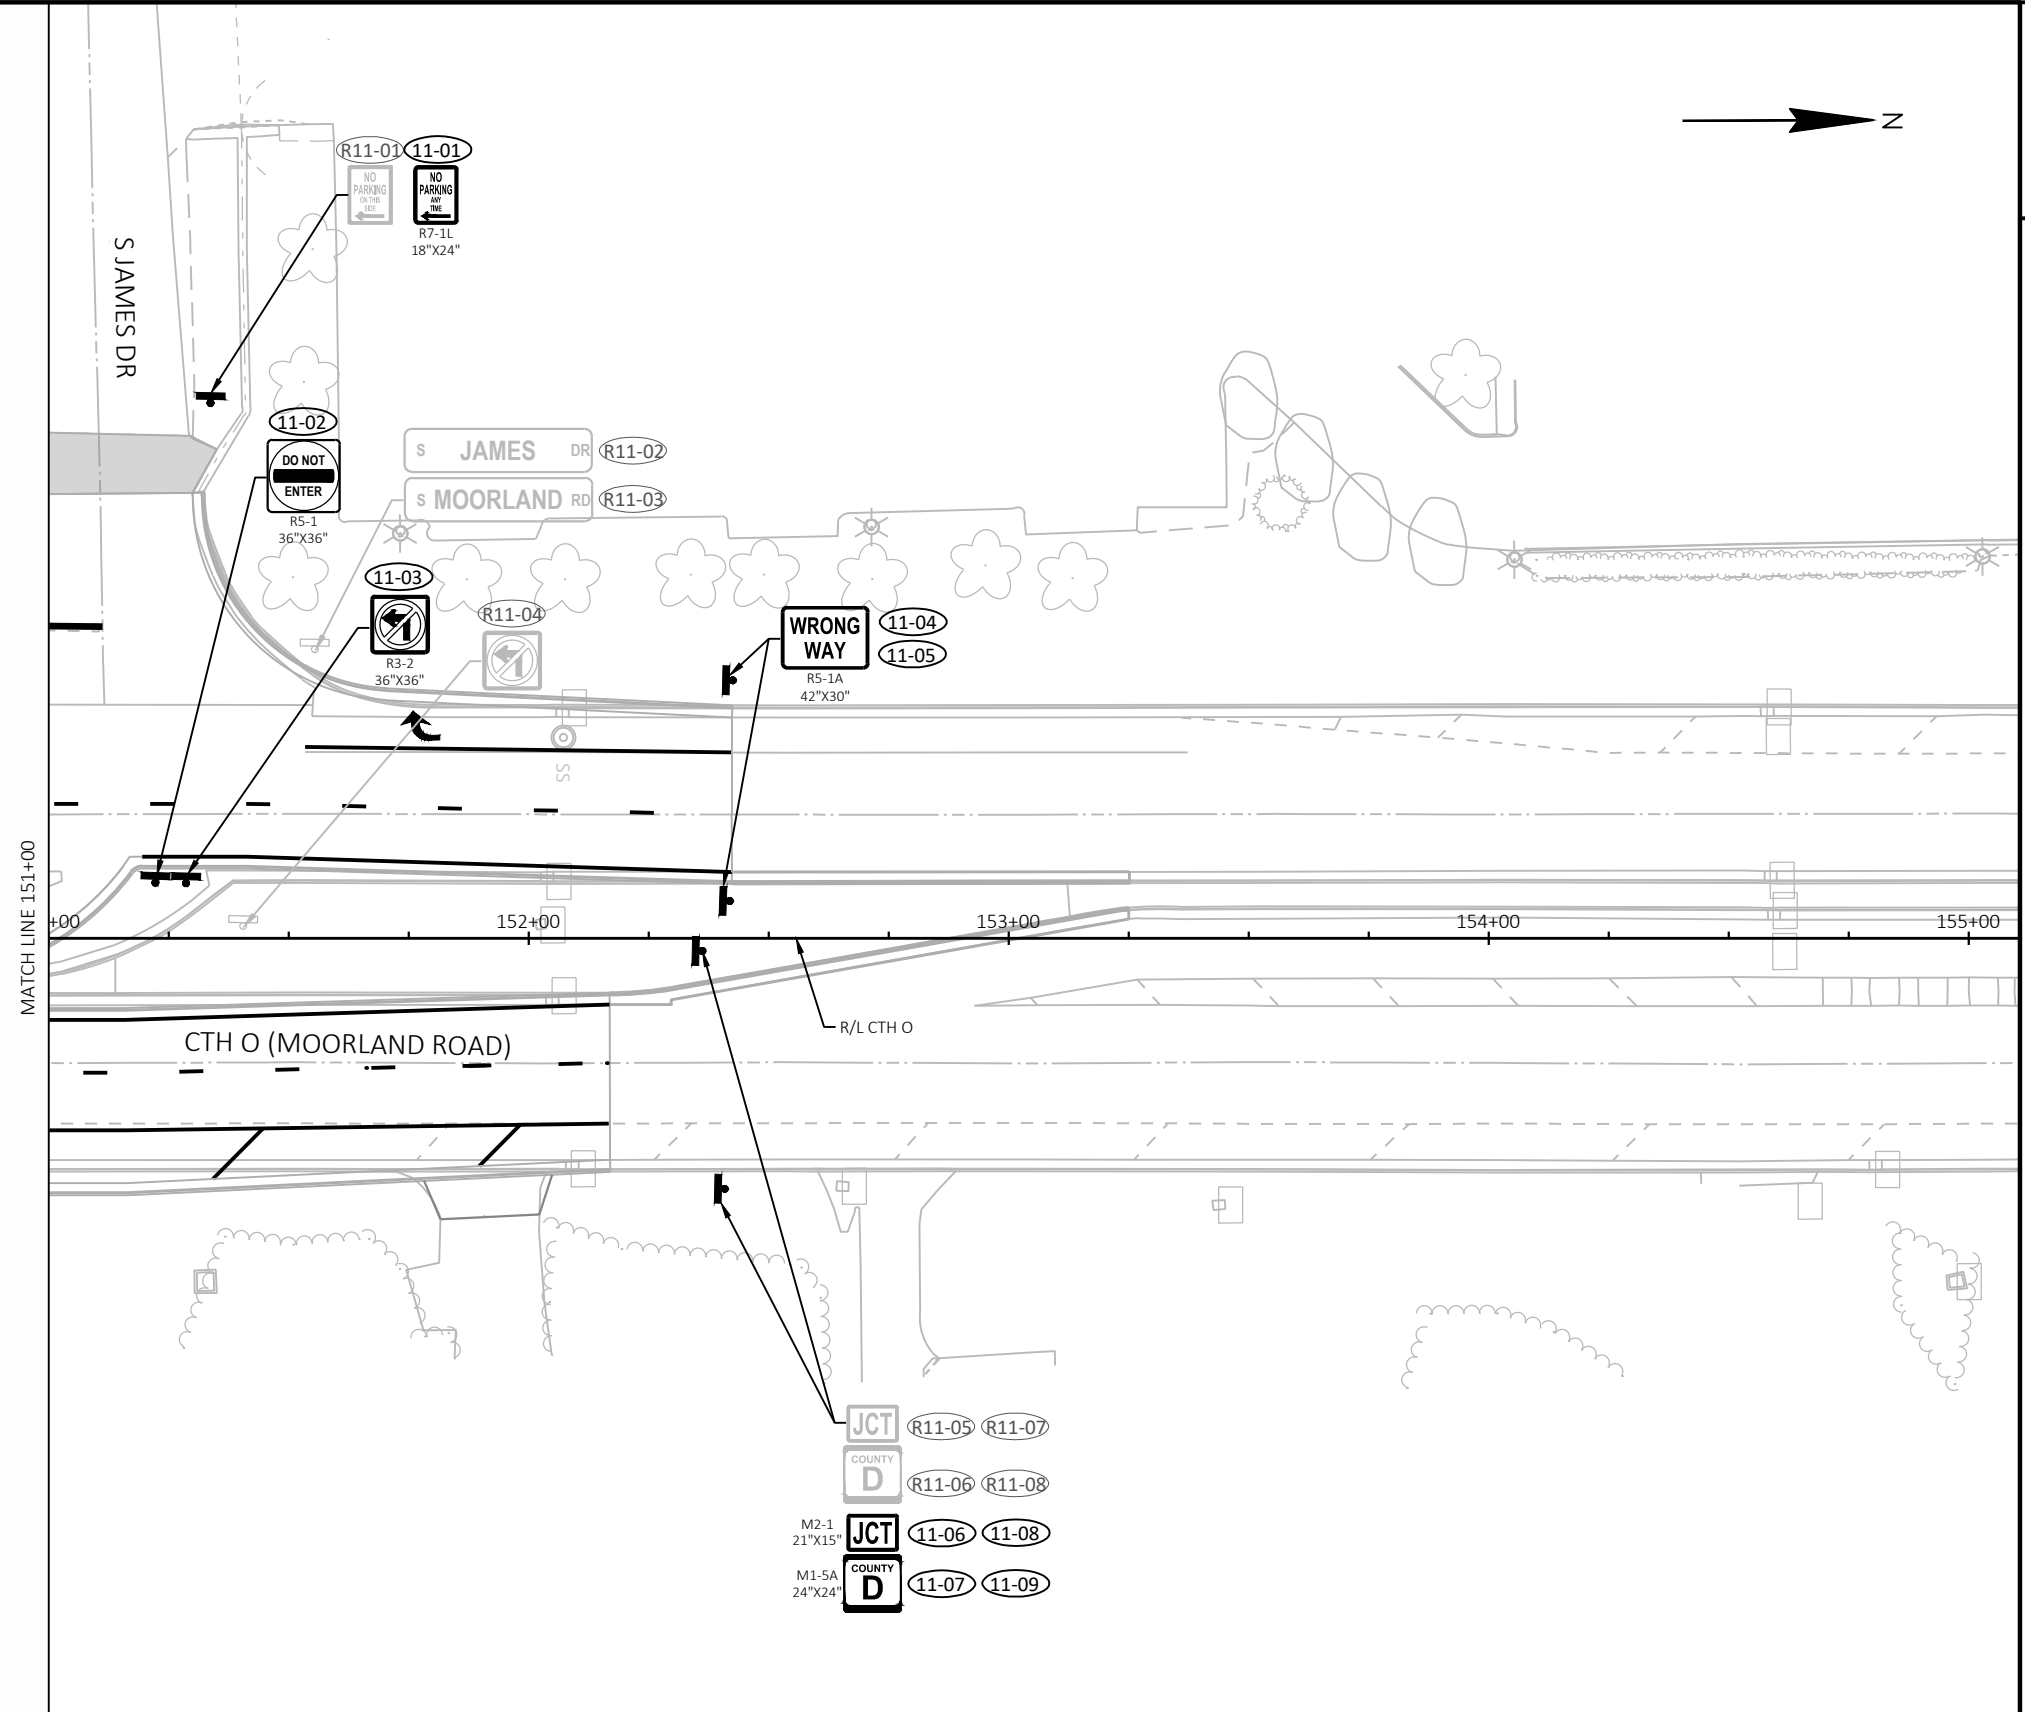 N
R11-01 11-01
NO
PARKING
ON THIS
SIDE
NO
PARKING
ANY
TIME
R7-1L
18"X24"
S JAMES DR
11-02
DO NOT
ENTER
R5-1
36"X36"
S JAMES DR R11-02
S MOORLAND RD R11-03
11-03
R3-2
36"X36"
R11-04
WRONG
WAY
R5-1A
42"X30"
11-04
11-05
SS
MATCH LINE 151+00
+00 152+00 153+00 154+00 155+00
R/L CTH O
CTH O (MOORLAND ROAD)
JCT R11-05 R11-07
COUNTY
D R11-06 R11-08
M2-1
21"X15"
JCT 11-06 11-08
M1-5A
24"X24"
COUNTY
D 11-07 11-09